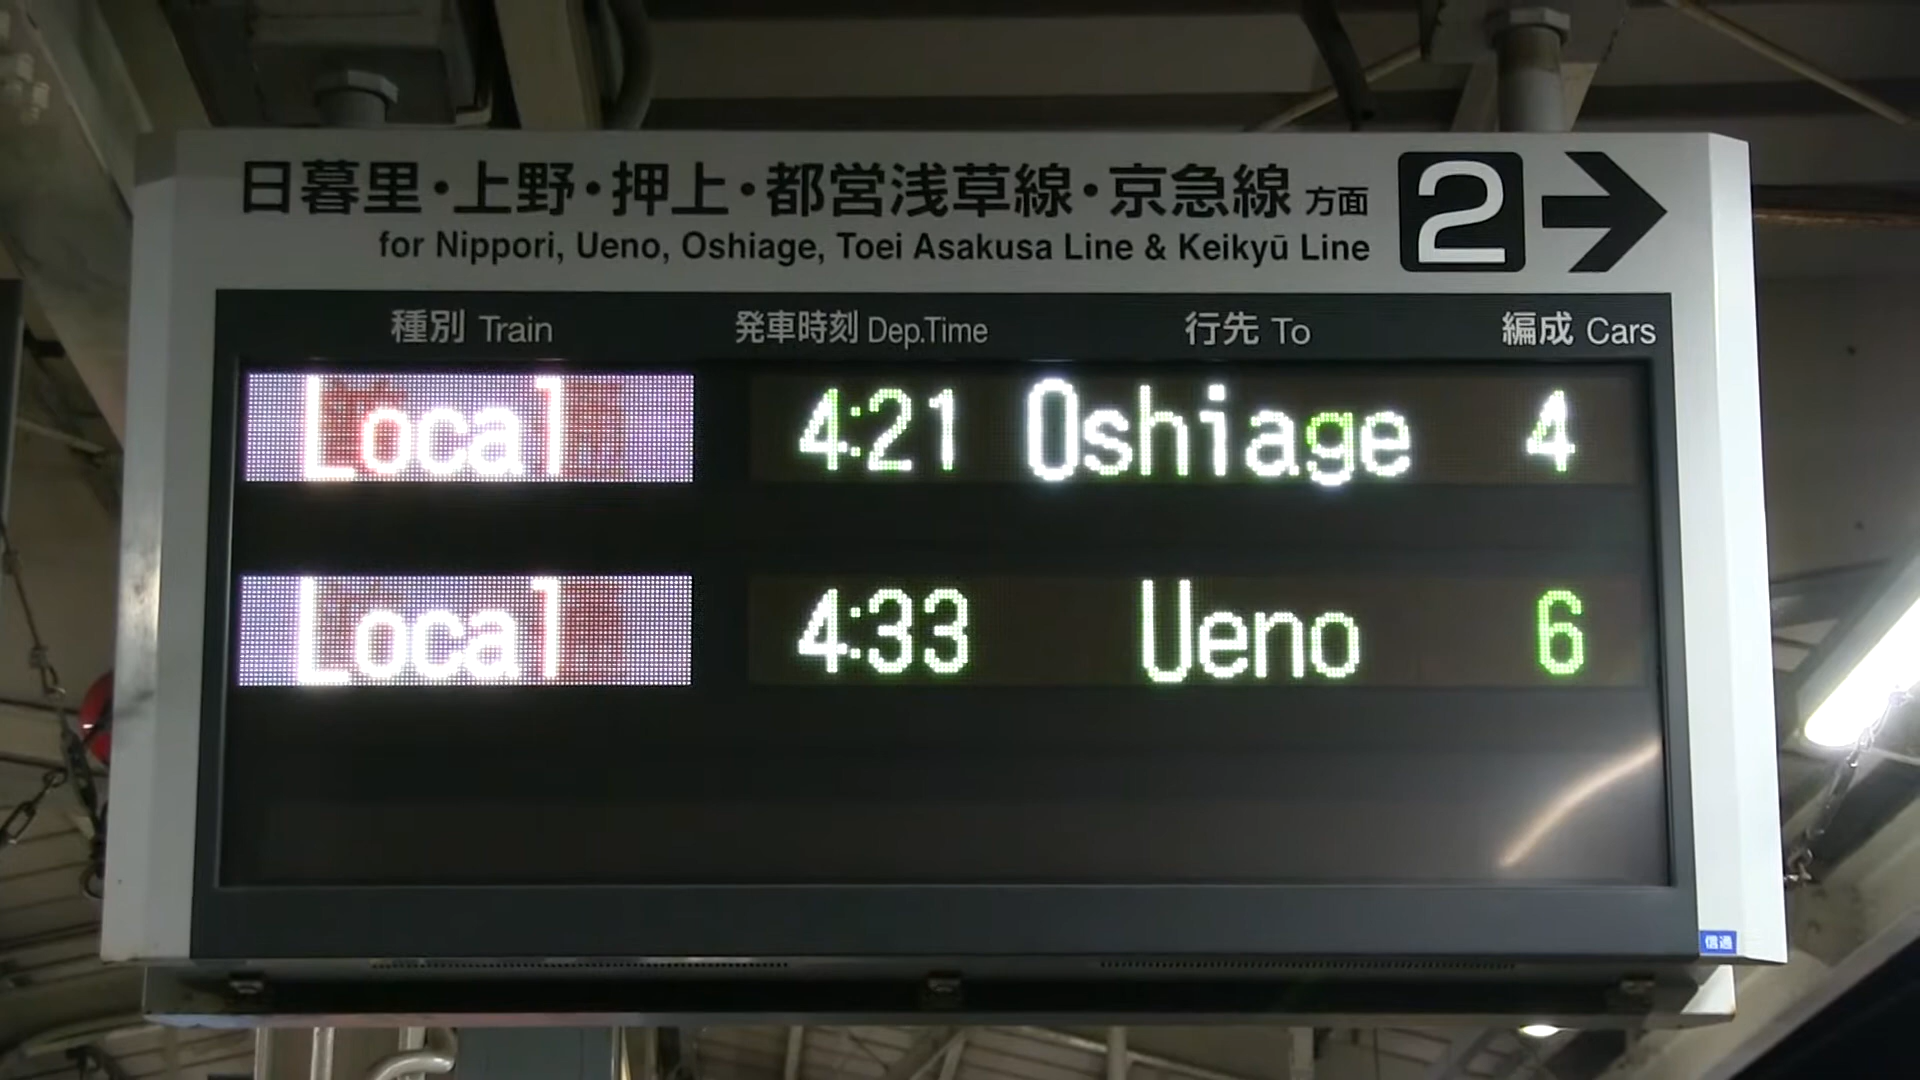 日暮里・上野・押上・都営浅草線・京急線 方面 2
for Nippori, Ueno, Oshiage, Toei Asakusa Line & Keikyū Line
種別 Train 発車時刻 Dep.Time 行先 To 編成 Cars
Local 4:21 Oshiage 4
Local 4:33 Ueno 6
信通